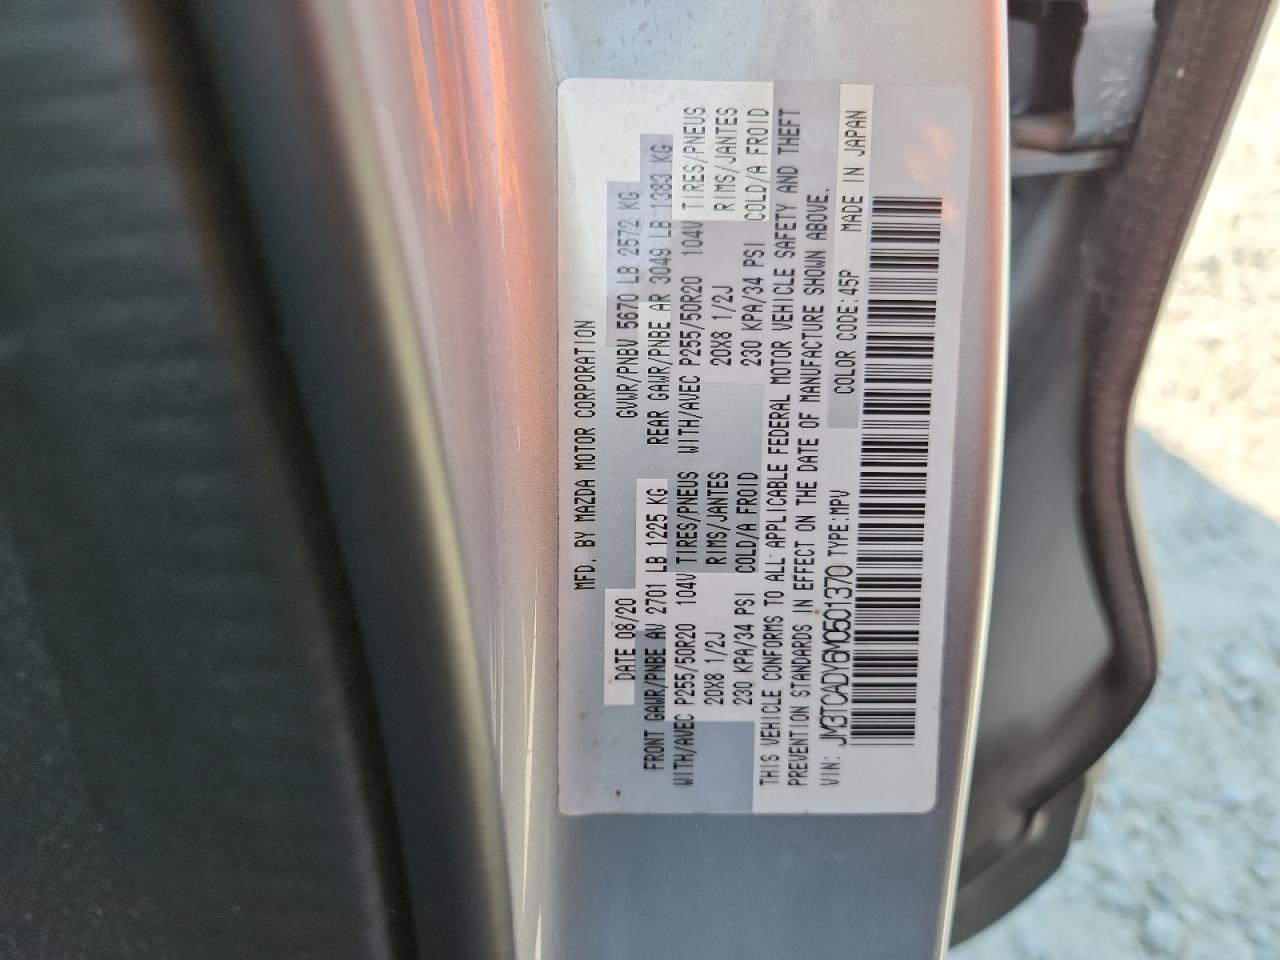 MFD. BY MAZDA MOTOR CORPORATION
DATE 08/20 GVWR/PNBV 5670 LB 2572 KG
FRONT GAWR/PNBE AV 2701 LB 1225 KG REAR GAWR/PNBE AR 3049 LB 1383 KG
WITH/AVEC P255/50R20 104V TIRES/PNEUS WITH/AVEC P255/50R20 104V TIRES/PNEUS
20X8 1/2J RIMS/JANTES 20X8 1/2J RIMS/JANTES
230 KPA/34 PSI COLD/A FROID 230 KPA/34 PSI COLD/A FROID
THIS VEHICLE CONFORMS TO ALL APPLICABLE FEDERAL MOTOR VEHICLE SAFETY AND THEFT
PREVENTION STANDARDS IN EFFECT ON THE DATE OF MANUFACTURE SHOWN ABOVE.
VIN: JM3TCADY6M0501370 TYPE:MPV COLOR CODE:45P MADE IN JAPAN